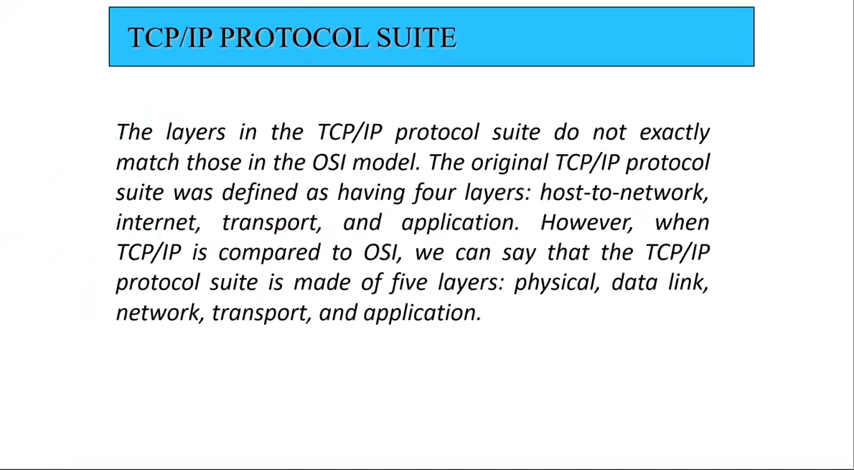 TCP/IP PROTOCOL SUITE
The layers in the TCP/IP protocol suite do not exactly
match those in the OSI model. The original TCP/IP protocol
suite was defined as having four layers: host-to-network,
internet, transport, and application. However, when
TCP/IP is compared to OSI, we can say that the TCP/IP
protocol suite is made of five layers: physical, data link,
network, transport, and application.